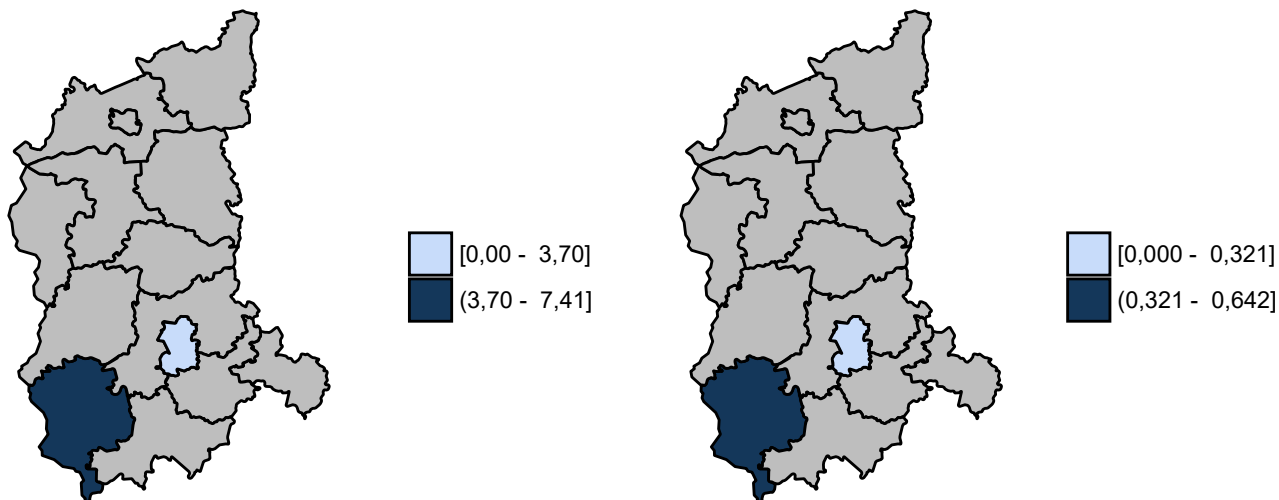 [0,00 - 3,70]
(3,70 - 7,41]
[0,000 - 0,321]
(0,321 - 0,642]